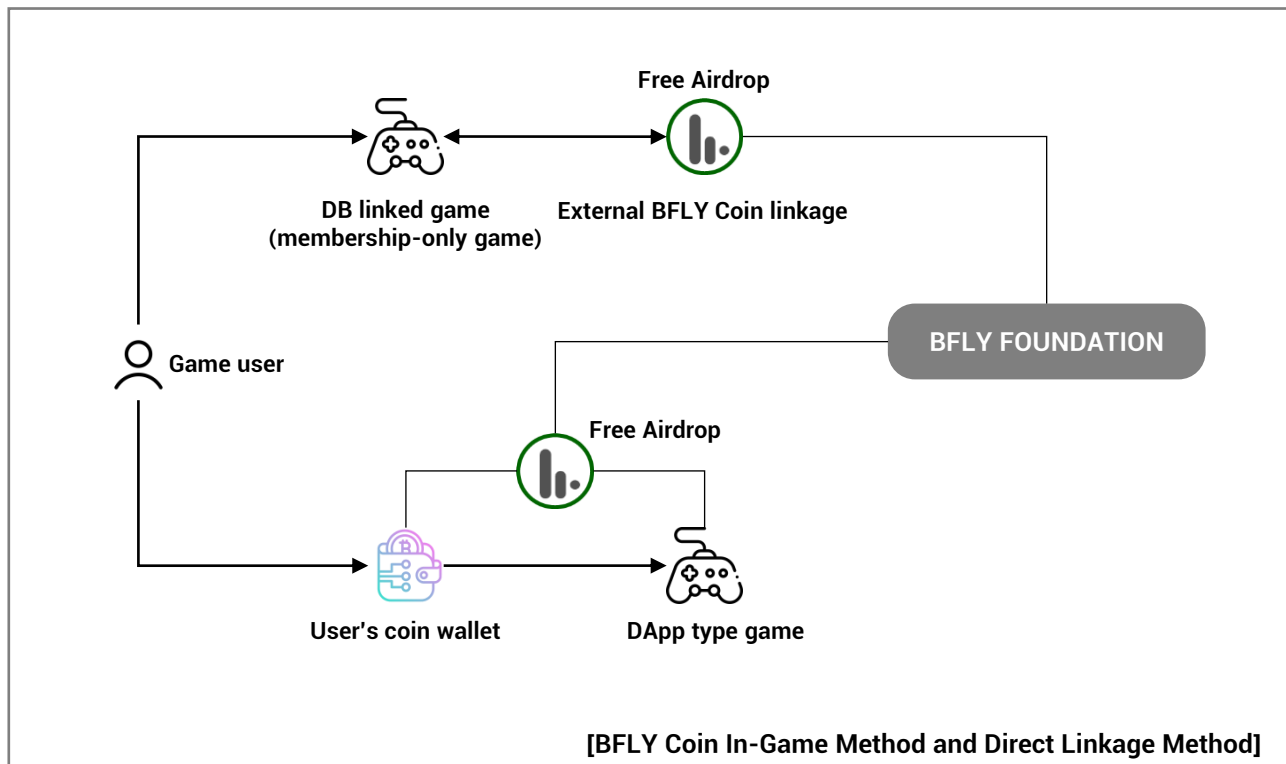 Free Airdrop
DB linked game
(membership-only game)
External BFLY Coin linkage
BFLY FOUNDATION
Game user
Free Airdrop
User's coin wallet
DApp type game
[BFLY Coin In-Game Method and Direct Linkage Method]